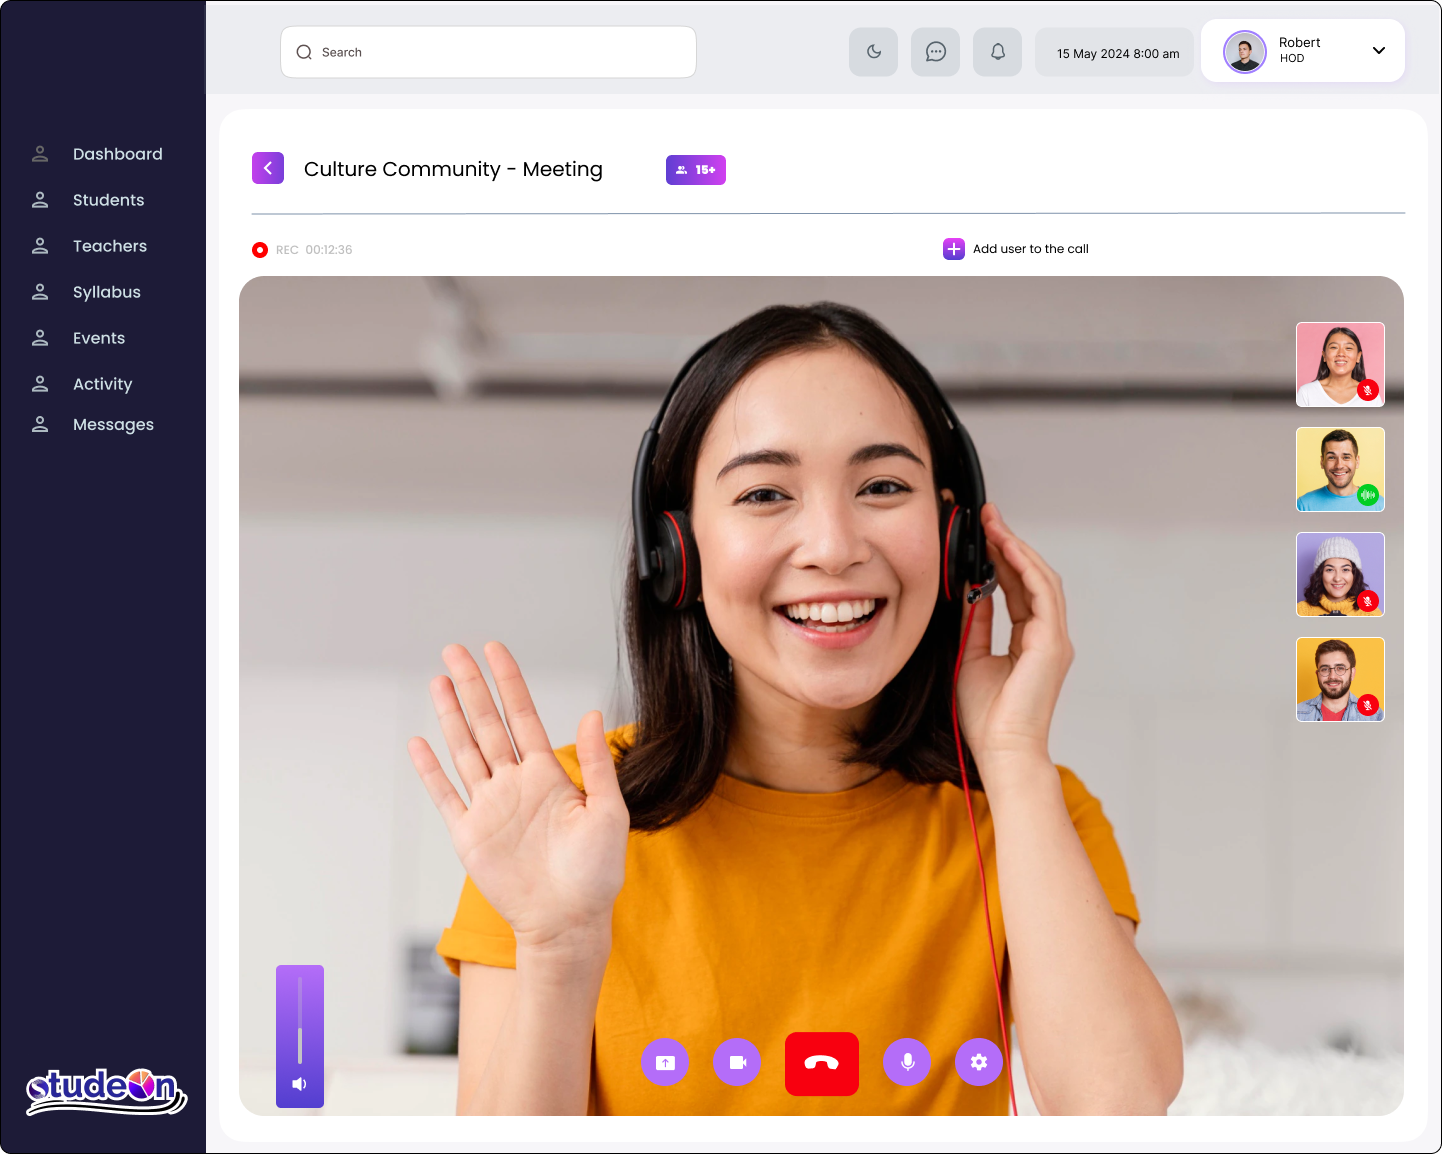 Search
15 May 2024 8:00 am
Robert
HOD
Dashboard
Students
Teachers
Syllabus
Events
Activity
Messages
Culture Community - Meeting
15+
REC 00:12:36
Add user to the call
studeOn